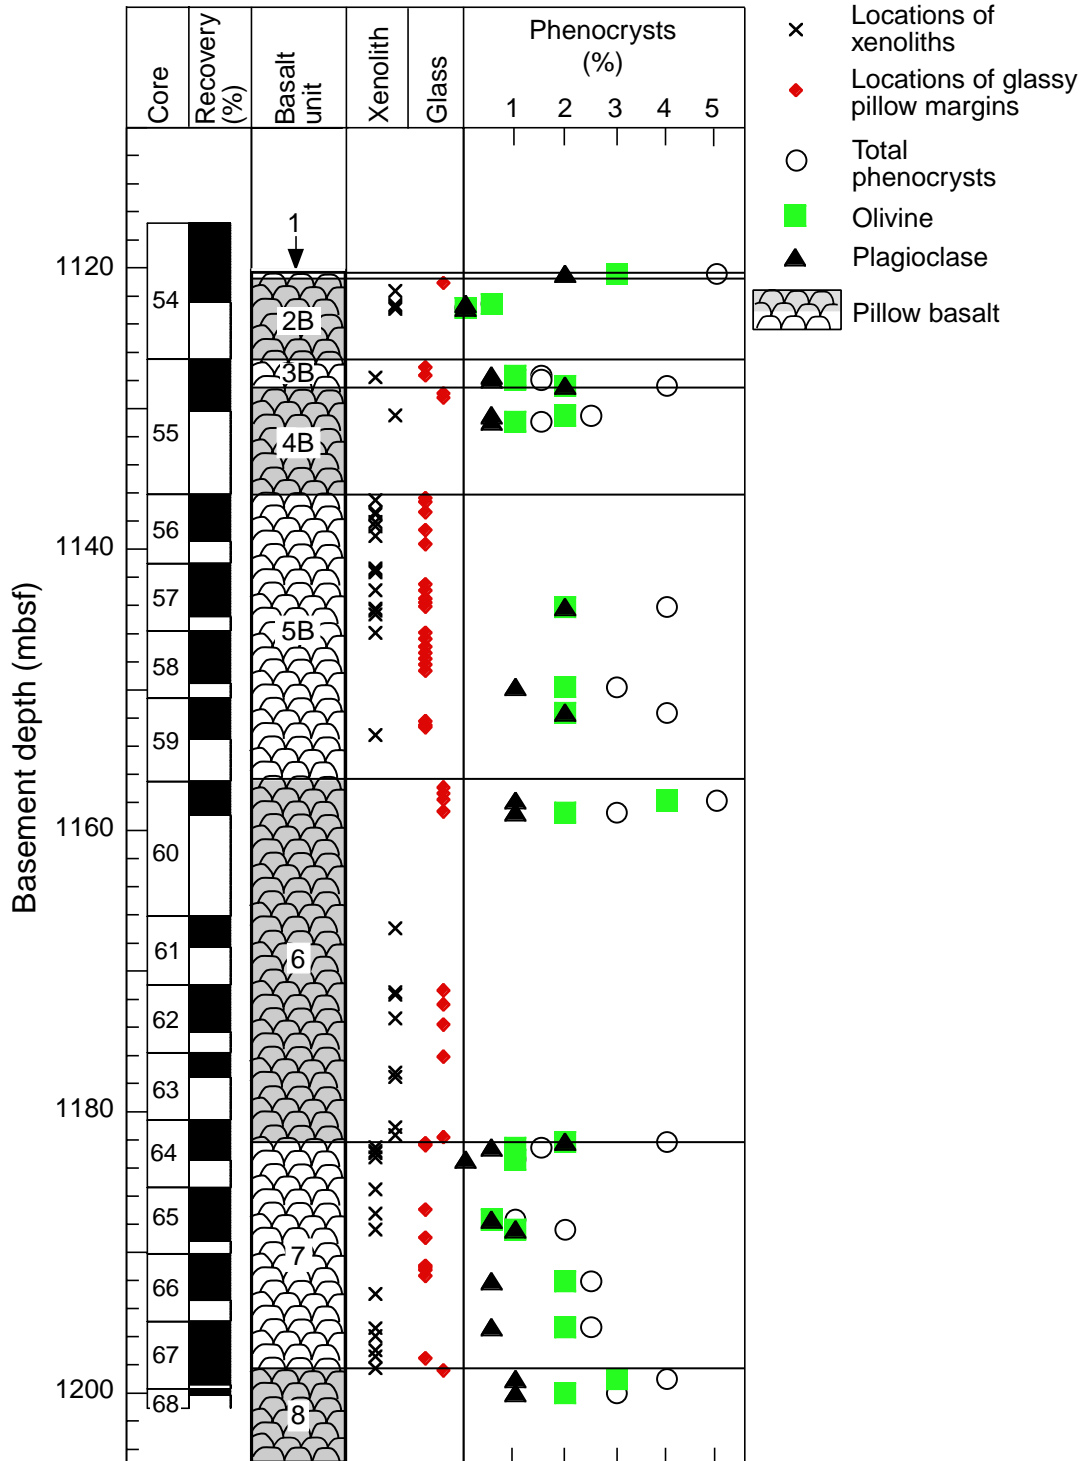 Core
Recovery
(%)
Basalt
unit
Xenolith
Glass
Phenocrysts
(%)
1 2 3 4 5
Locations of
xenoliths
Locations of glassy
pillow margins
Total
phenocrysts
Olivine
Plagioclase
Pillow basalt
Basement depth (mbsf)
1120
1140
1160
1180
1200
54
55
56
57
58
59
60
61
62
63
64
65
66
67
68
1
2B
3B
4B
5B
6
7
8